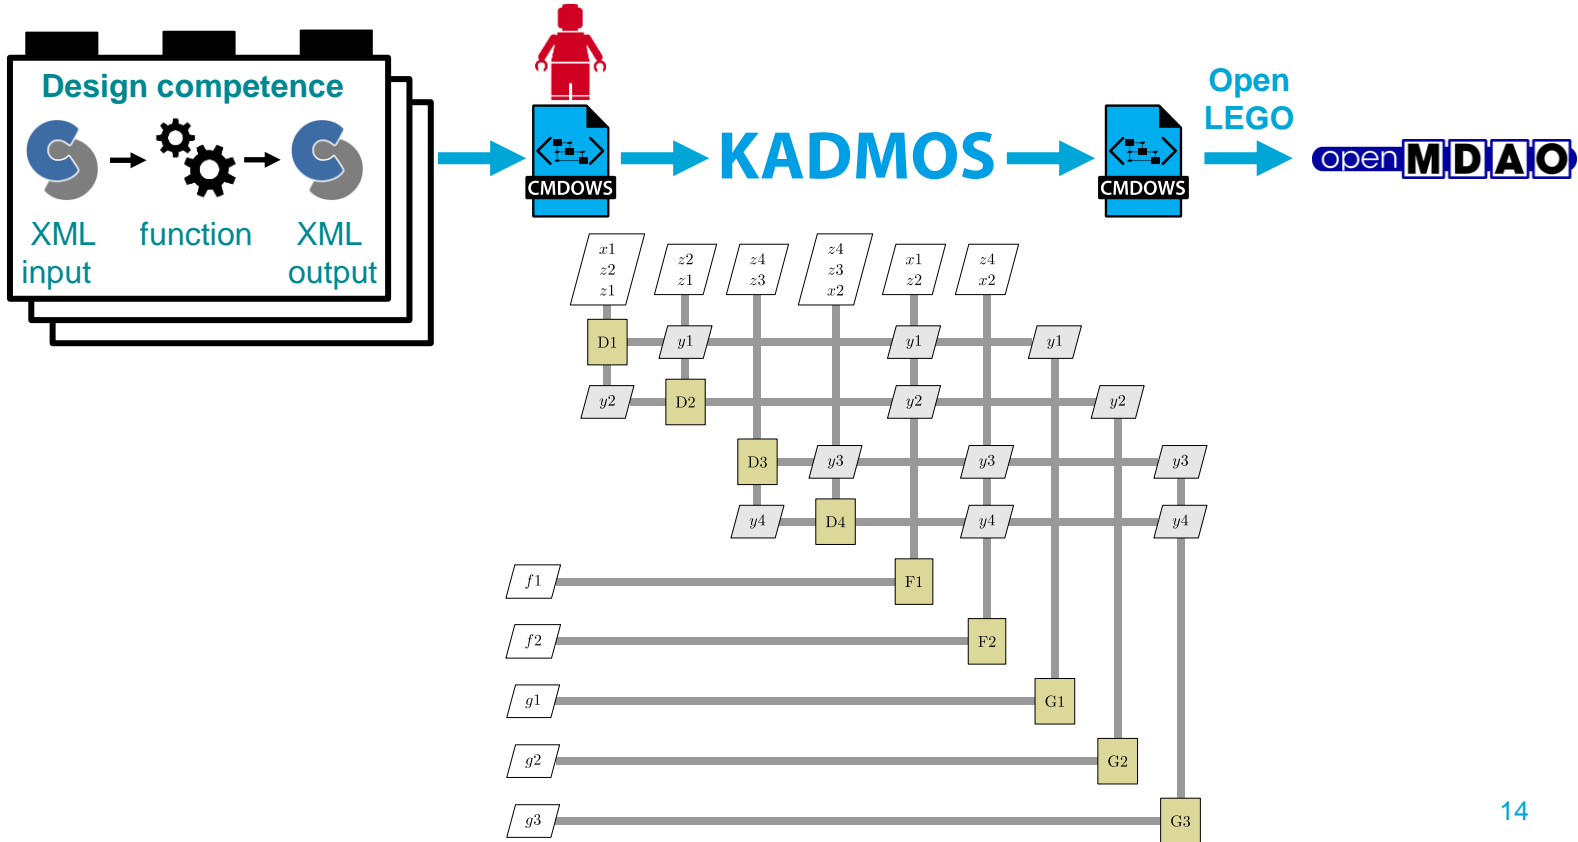 Design competence
XML
input
function
XML
output
CMDOWS
KADMOS
CMDOWS
Open
LEGO
open MDAO
x1
z2
z1
z2
z1
z4
z3
z4
z3
x2
x1
z2
z4
x2
D1
y1
y1
y1
y2
D2
y2
y2
D3
y3
y3
y3
y4
D4
y4
y4
f1
F1
f2
F2
g1
G1
g2
G2
g3
G3
14